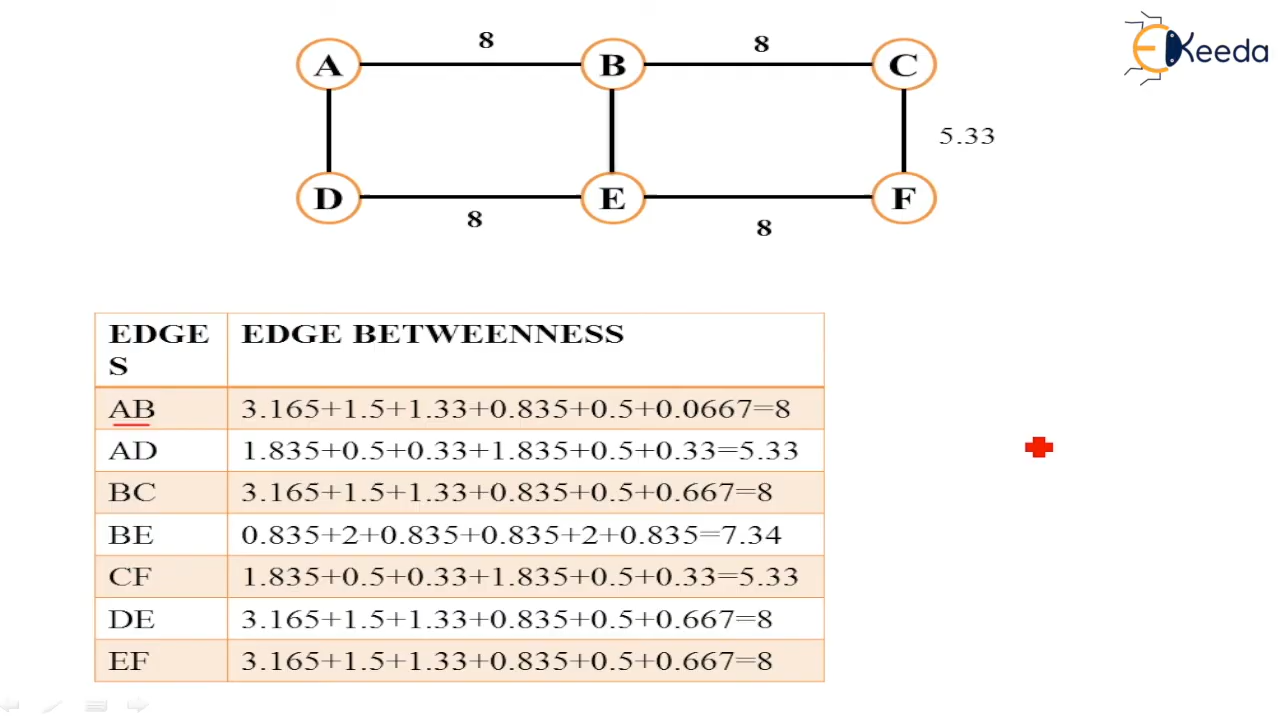 8
8
Keeda
A
B
C
5.33
D
E
F
8
8
EDGE
S
EDGE BETWEENNESS
AB
3.165+1.5+1.33+0.835+0.5+0.0667=8
AD
1.835+0.5+0.33+1.835+0.5+0.33=5.33
BC
3.165+1.5+1.33+0.835+0.5+0.667=8
BE
0.835+2+0.835+0.835+2+0.835=7.34
CF
1.835+0.5+0.33+1.835+0.5+0.33=5.33
DE
3.165+1.5+1.33+0.835+0.5+0.667=8
EF
3.165+1.5+1.33+0.835+0.5+0.667=8